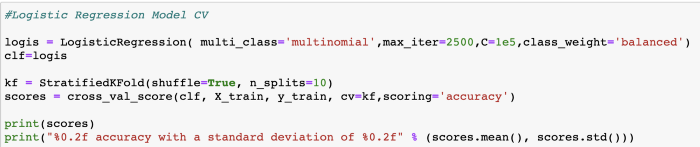 #Logistic Regression Model CV
logis = LogisticRegression( multi_class='multinomial',max_iter=2500,C=1e5,class_weight='balanced')
clf=logis
kf = StratifiedKFold(shuffle=True, n_splits=10)
scores = cross_val_score(clf, X_train, y_train, cv=kf,scoring='accuracy')
print(scores)
print("%0.2f accuracy with a standard deviation of %0.2f" % (scores.mean(), scores.std()))